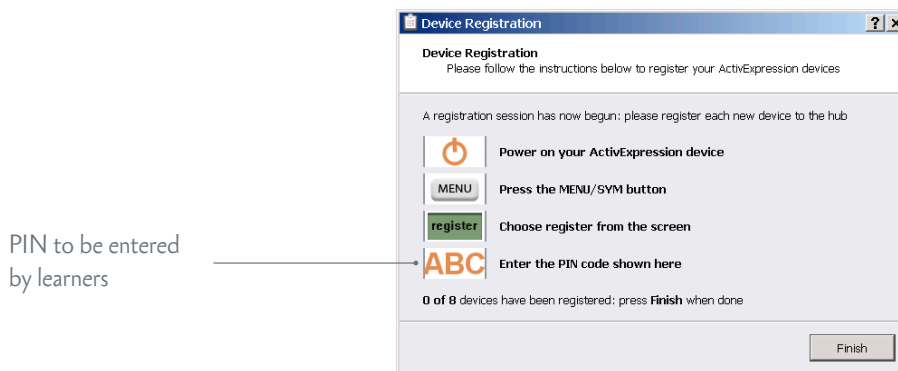 Device Registration
Device Registration
Please follow the instructions below to register your ActivExpression devices
A registration session has now begun: please register each new device to the hub
Power on your ActivExpression device
MENU Press the MENU/SYM button
register Choose register from the screen
PIN to be entered
by learners
ABC Enter the PIN code shown here
0 of 8 devices have been registered: press Finish when done
Finish